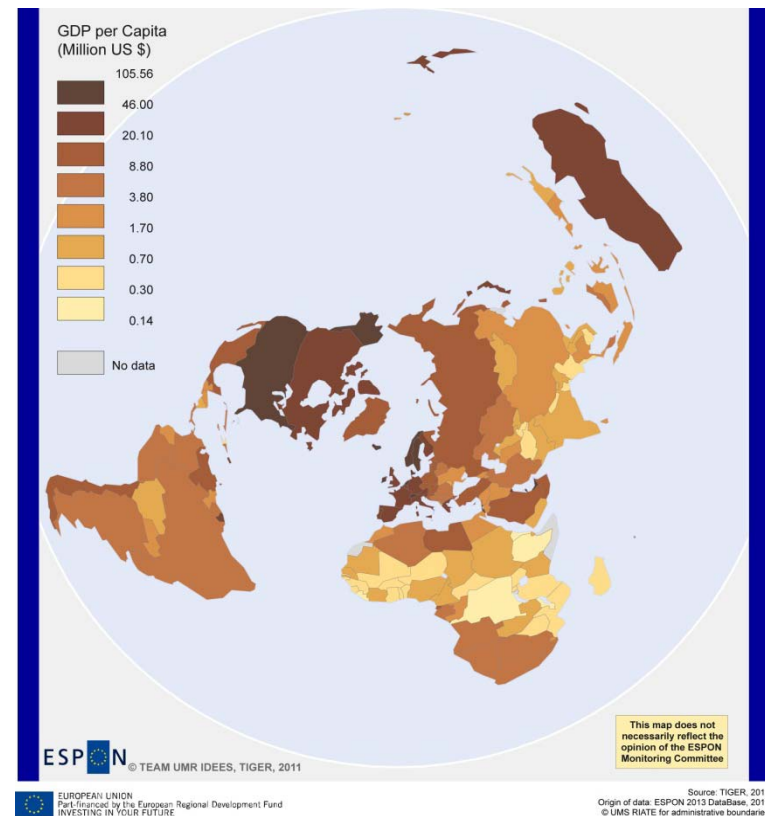 GDP per Capita
(Million US $)
105.56
46.00
20.10
8.80
3.80
1.70
0.70
0.30
0.14
No data
This map does not
necessarily reflect the
opinion of the ESPON
Monitoring Committee
ESPON
© TEAM UMR IDEES, TIGER, 2011
EUROPEAN UNION
Part-financed by the European Regional Development Fund
INVESTING IN YOUR FUTURE
Source: TIGER, 201
Origin of data: ESPON 2013 DataBase, 201
© UMS RIATE for administrative boundarie